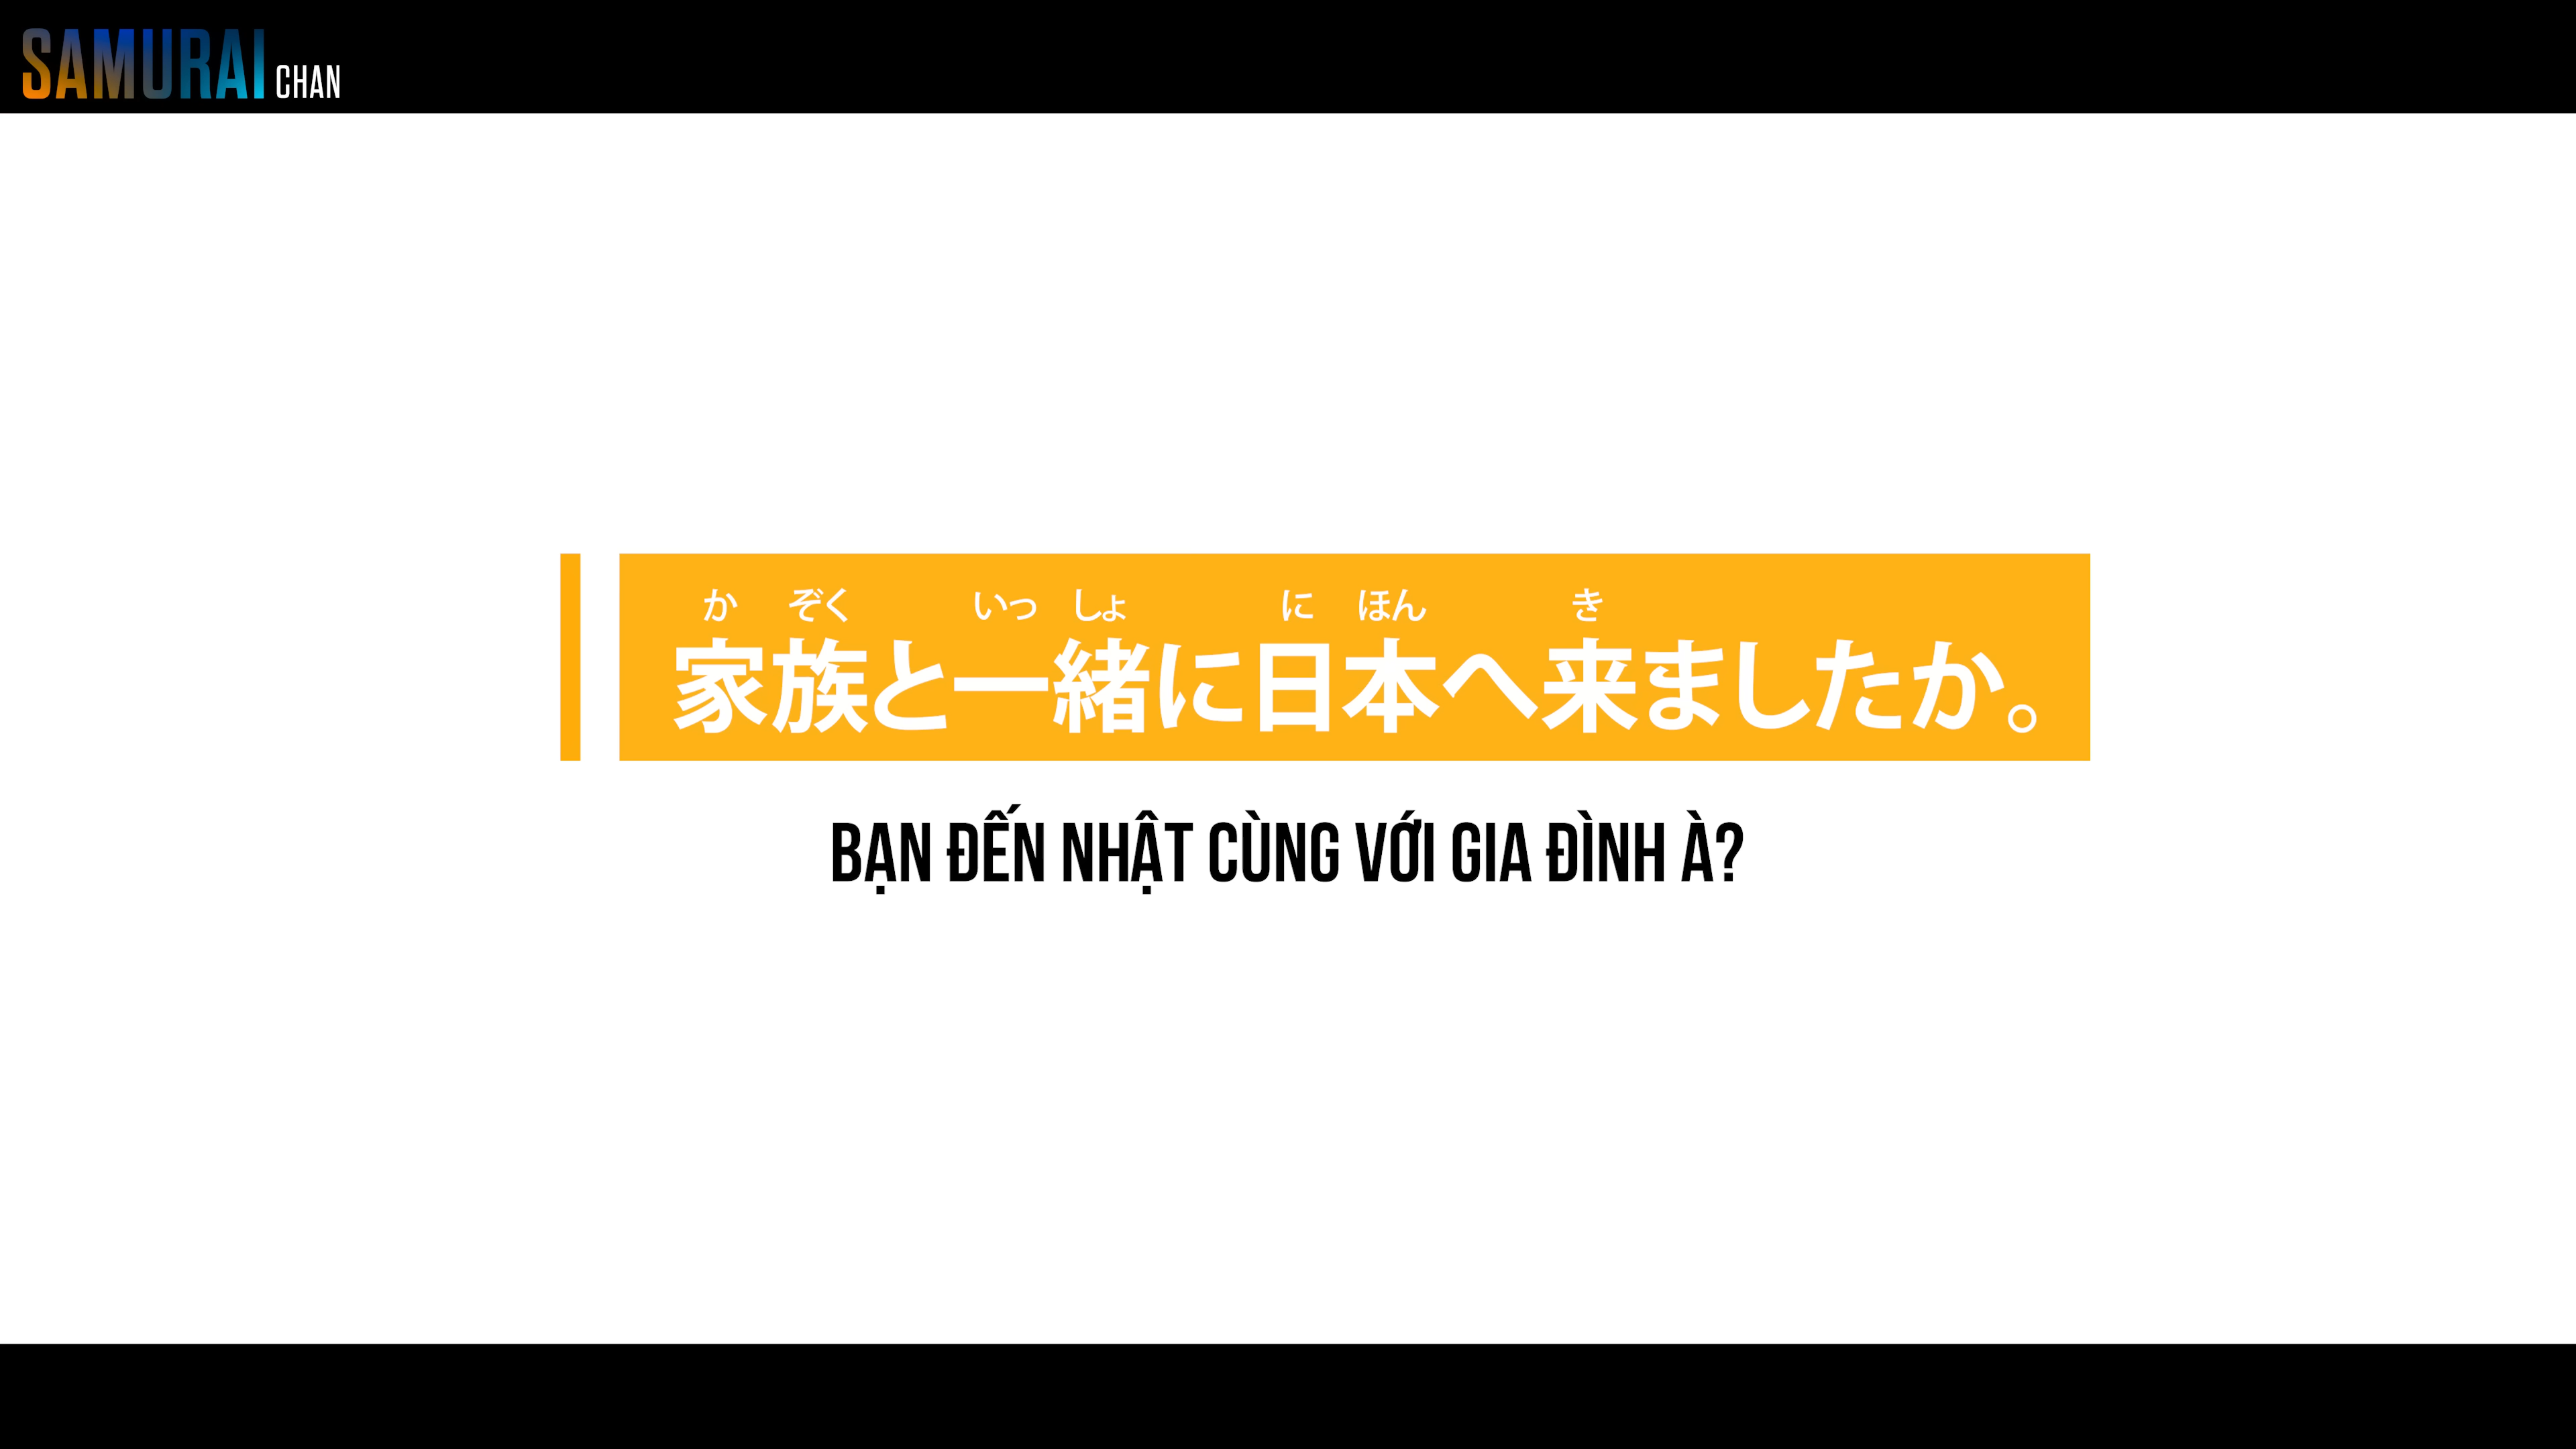 SAMURAI CHAN
か ぞく いっ しょ に ほん き
家族と一緒に日本へ来ましたか。
BẠN ĐẾN NHẬT CÙNG VỚI GIA ĐÌNH À?